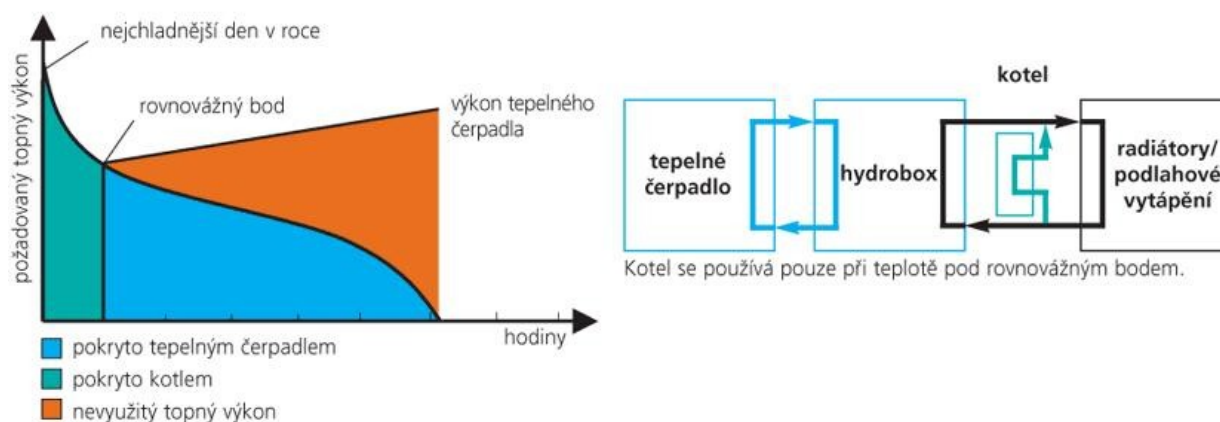 nejchladnější den v roce
rovnovážný bod
výkon tepelného
čerpadla
požadovaný topný výkon
hodiny
pokryto tepelným čerpadlem
pokryto kotlem
nevyužitý topný výkon
kotel
tepelné
čerpadlo
hydrobox
radiátory/
podlahové
vytápění
Kotel se používá pouze při teplotě pod rovnovážným bodem.